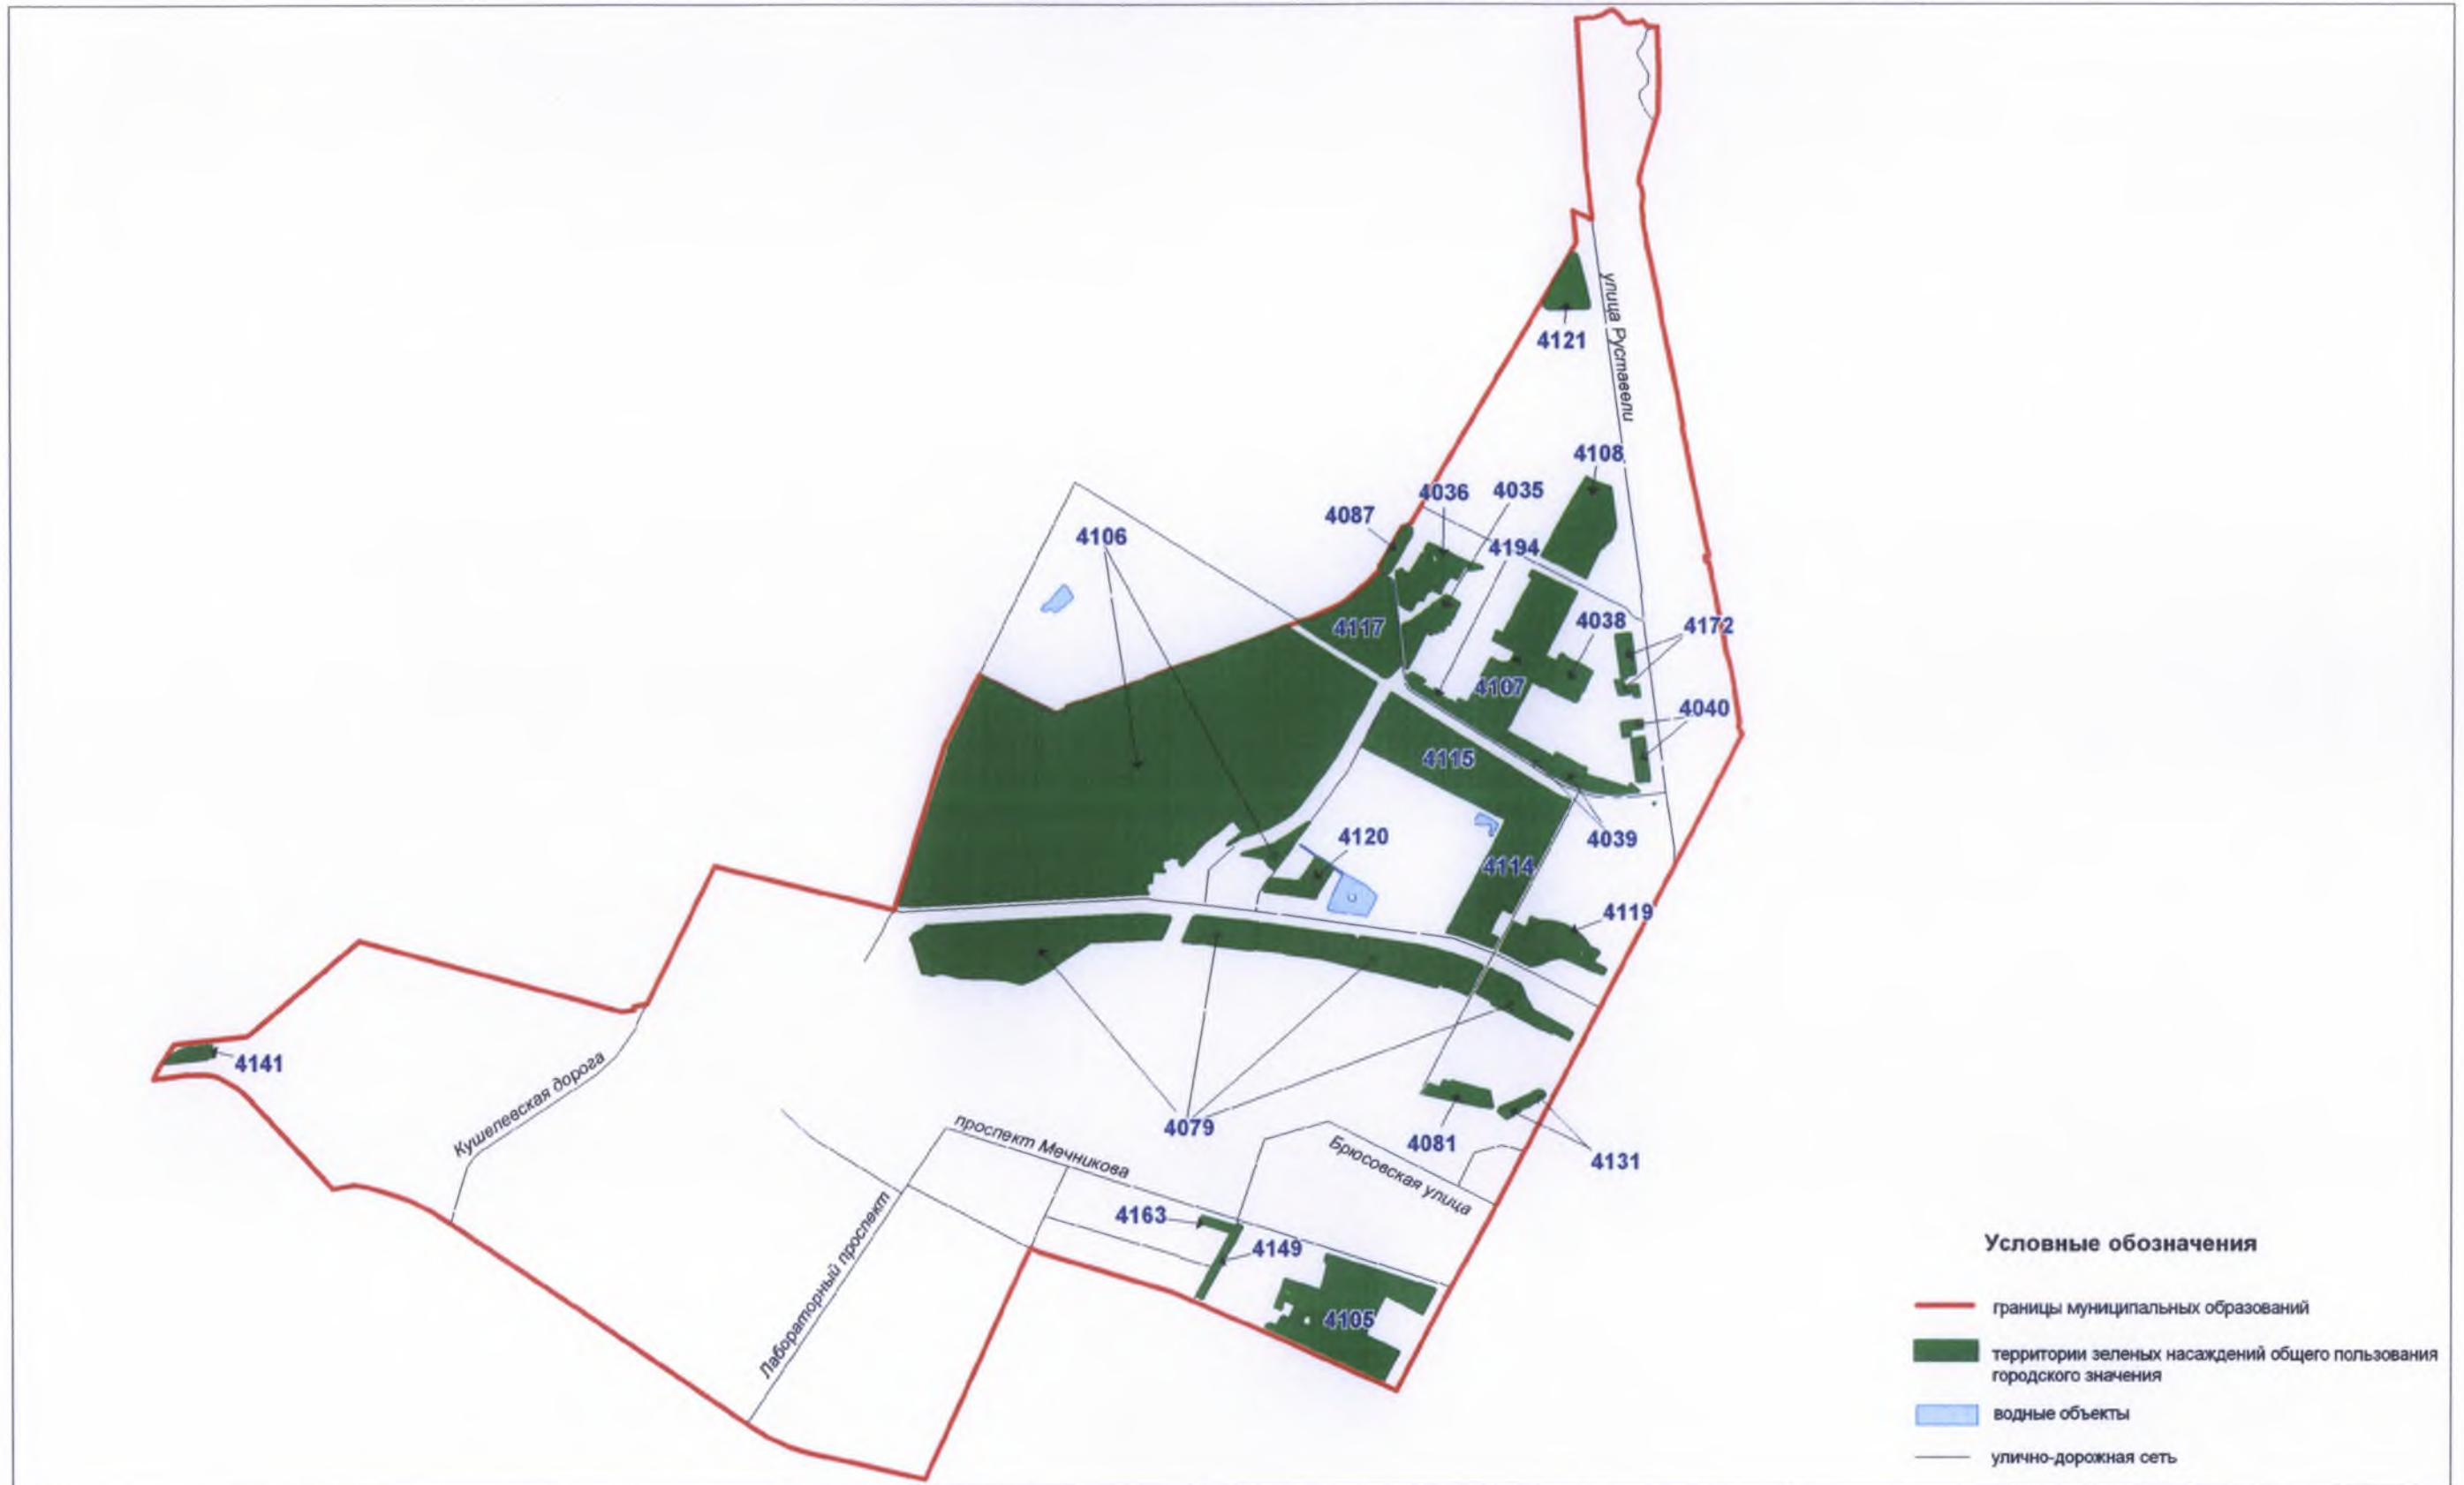 улица Руставели
4121
4108
4036
4035
4087
4106
4194
4038
4172
4117
4107
4040
4115
4120
4039
4114
4119
4141
Кушелевская дорога
4079
проспект Мечникова
4081
Брюсовская улица
4131
Лабораторный проспект
4163
4149
4105
Условные обозначения
границы муниципальных образований
территории зеленых насаждений общего пользования
городского значения
водные объекты
улично-дорожная сеть